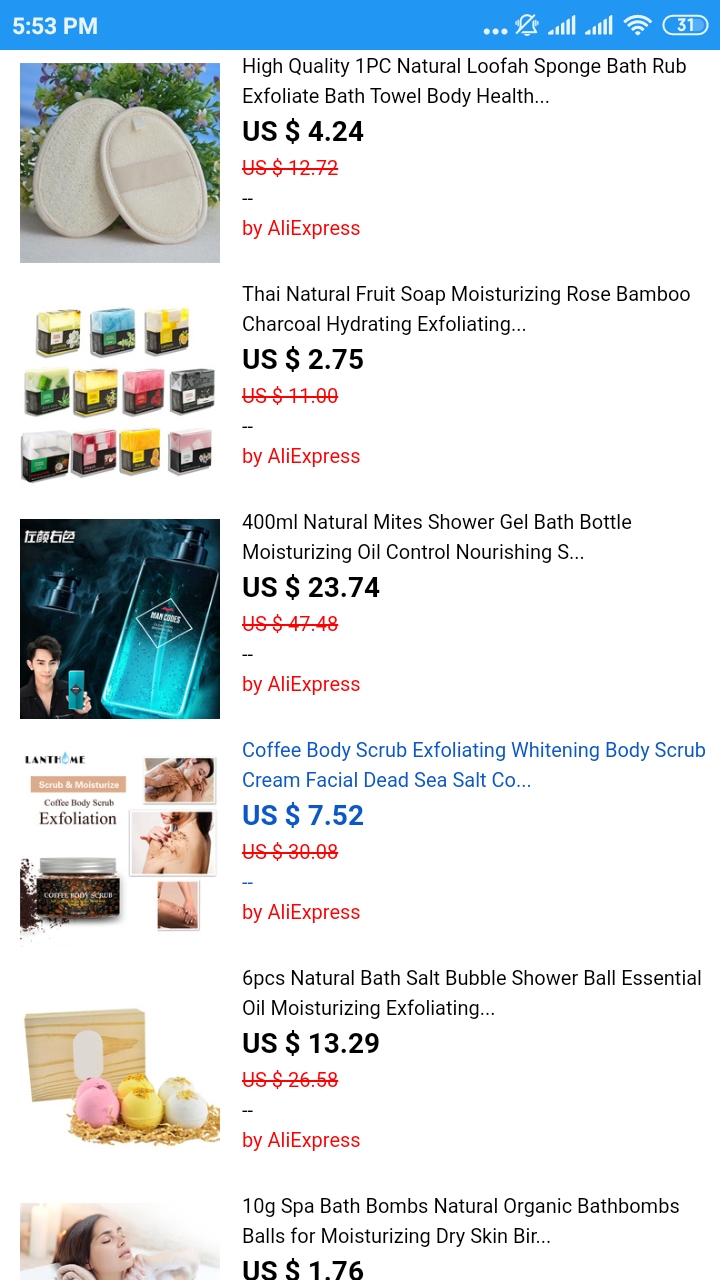 5:53 PM
31
High Quality 1PC Natural Loofah Sponge Bath Rub
Exfoliate Bath Towel Body Health...
US $ 4.24
US $ 12.72
--
by AliExpress
Thai Natural Fruit Soap Moisturizing Rose Bamboo
Charcoal Hydrating Exfoliating...
US $ 2.75
US $ 11.00
--
by AliExpress
左颜右色
MAN CODES
400ml Natural Mites Shower Gel Bath Bottle
Moisturizing Oil Control Nourishing S...
US $ 23.74
US $ 47.48
--
by AliExpress
LANTHOME
Scrub & Moisturize
Coffee Body Scrub
Exfoliation
COFFEE BODY SCRUB
Coffee Body Scrub Exfoliating Whitening Body Scrub
Cream Facial Dead Sea Salt Co...
US $ 7.52
US $ 30.08
--
by AliExpress
6pcs Natural Bath Salt Bubble Shower Ball Essential
Oil Moisturizing Exfoliating...
US $ 13.29
US $ 26.58
--
by AliExpress
10g Spa Bath Bombs Natural Organic Bathbombs
Balls for Moisturizing Dry Skin Bir...
US $ 1.76